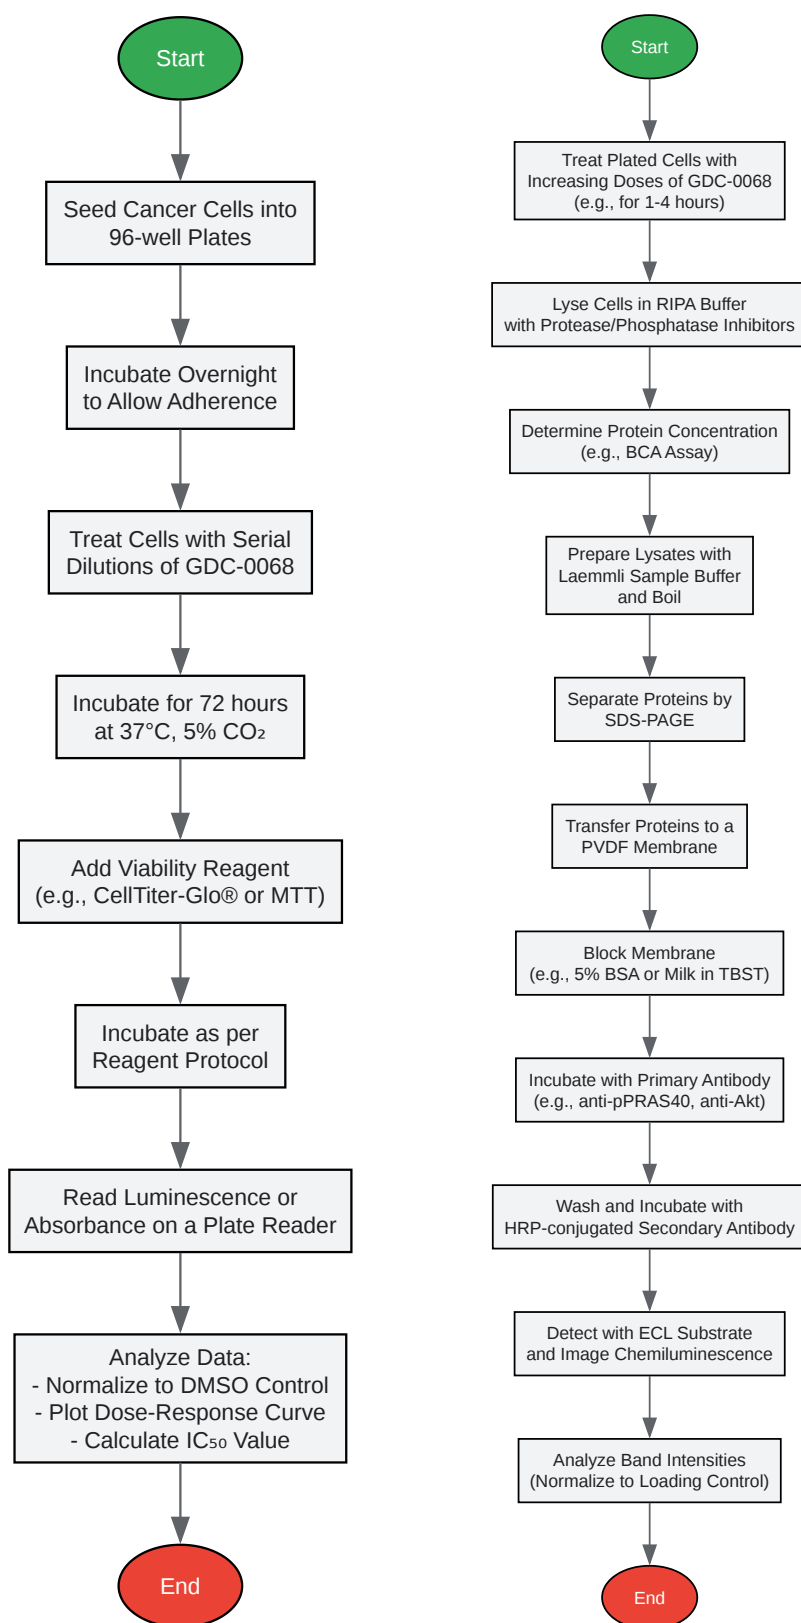 Start
Seed Cancer Cells into
96-well Plates
Incubate Overnight
to Allow Adherence
Treat Cells with Serial
Dilutions of GDC-0068
Incubate for 72 hours
at 37°C, 5% CO₂
Add Viability Reagent
(e.g., CellTiter-Glo® or MTT)
Incubate as per
Reagent Protocol
Read Luminescence or
Absorbance on a Plate Reader
Analyze Data:
- Normalize to DMSO Control
- Plot Dose-Response Curve
- Calculate IC₅₀ Value
End
Start
Treat Plated Cells with
Increasing Doses of GDC-0068
(e.g., for 1-4 hours)
Lyse Cells in RIPA Buffer
with Protease/Phosphatase Inhibitors
Determine Protein Concentration
(e.g., BCA Assay)
Prepare Lysates with
Laemmli Sample Buffer
and Boil
Separate Proteins by
SDS-PAGE
Transfer Proteins to a
PVDF Membrane
Block Membrane
(e.g., 5% BSA or Milk in TBST)
Incubate with Primary Antibody
(e.g., anti-pPRAS40, anti-Akt)
Wash and Incubate with
HRP-conjugated Secondary Antibody
Detect with ECL Substrate
and Image Chemiluminescence
Analyze Band Intensities
(Normalize to Loading Control)
End